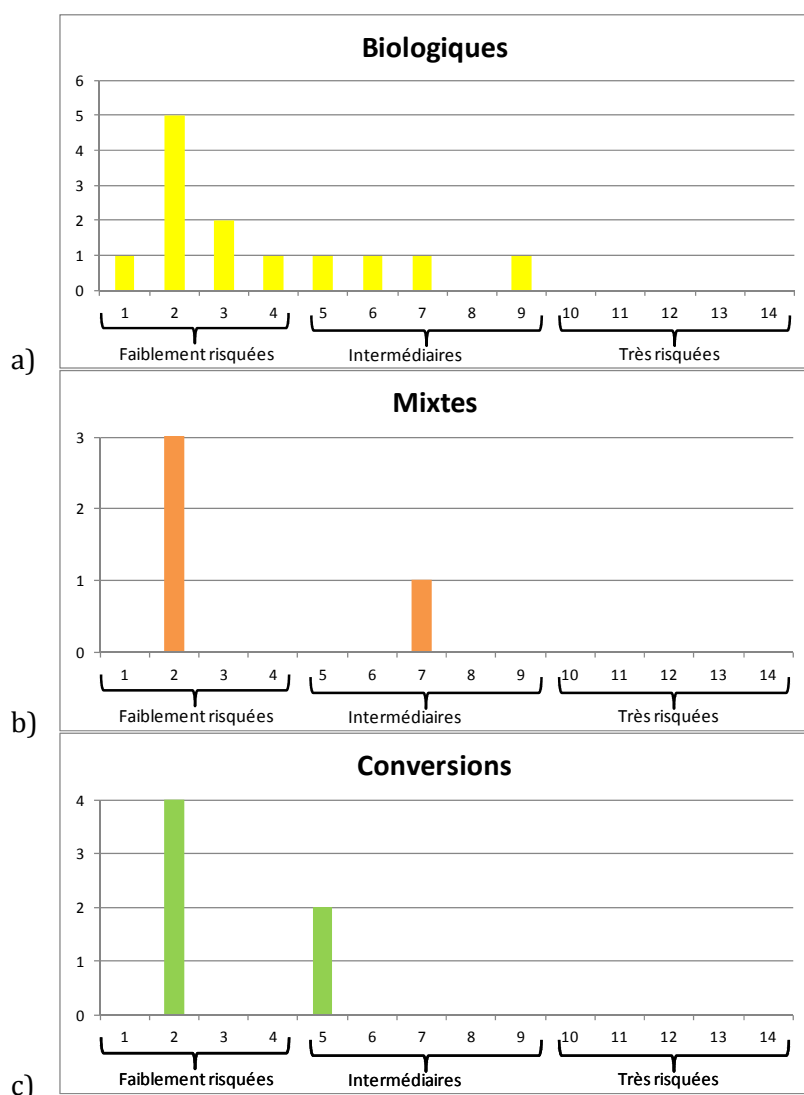 Biologiques
6
5
4
3
2
1
0
1 2 3 4 5 6 7 8 9 10 11 12 13 14
Faiblement risquées Intermédiaires Très risquées
a)
Mixtes
3
2
1
0
1 2 3 4 5 6 7 8 9 10 11 12 13 14
Faiblement risquées Intermédiaires Très risquées
b)
Conversions
4
3
2
1
0
1 2 3 4 5 6 7 8 9 10 11 12 13 14
Faiblement risquées Intermédiaires Très risquées
c)